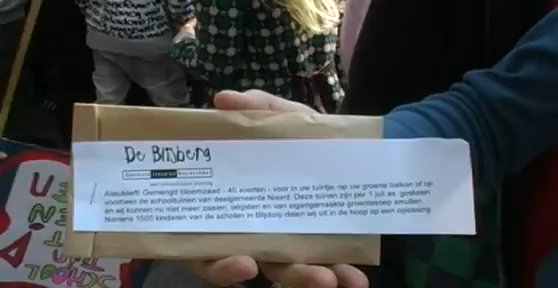 De Blijberg
Alstublieft! Gemengd bloemzaad - 40 soorten - voor in uw tuintje, op uw groene balkon of op
voorheen de schooltuinen van deelgemeente Noord. Deze tuinen zijn per 1 juli as. gesloten
en wij kunnen nu niet meer zaaien, oogsten en van eigengemaakte groentesoep smullen
Namens 1500 kinderen van de scholen in Blijdorp delen wij uit in de hoop op een oplossing
SCHOOL